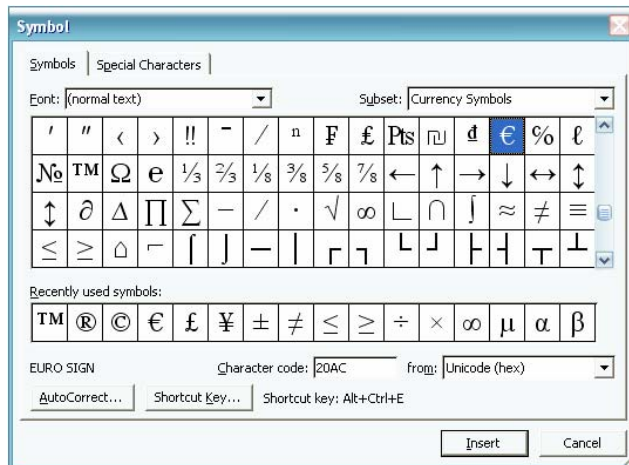 Symbol
Symbols Special Characters
Font: (normal text) Subset: Currency Symbols
′ ″ ‹ › ‼ ‾ ⁄ ⁿ ₣ ₤ ₧ ₪ ₫ € ℅ ℓ
№ ™ Ω ℮ ⅓ ⅔ ⅛ ⅜ ⅝ ⅞ ← ↑ → ↓ ↔ ↕
↨ ∂ ∆ ∏ ∑ − ∕ ∙ √ ∞ ∟ ∩ ∫ ≈ ≠ ≡
≤ ≥ ⌂ ⌐ ⌠ ⌡ ─ │ ┌ ┐ └ ┘ ├ ┤ ┬ ┴
Recently used symbols:
™ ® © € £ ¥ ± ≠ ≤ ≥ ÷ × ∞ µ α β
EURO SIGN Character code: 20AC from: Unicode (hex)
AutoCorrect... Shortcut Key... Shortcut key: Alt+Ctrl+E
Insert Cancel